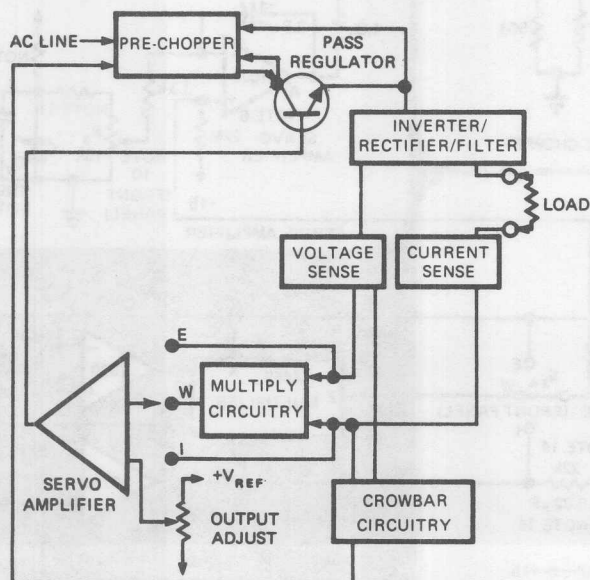 AC LINE
PRE-CHOPPER
PASS
REGULATOR
INVERTER/
RECTIFIER/FILTER
LOAD
VOLTAGE
SENSE
CURRENT
SENSE
E
W
I
MULTIPLY
CIRCUITRY
SERVO
AMPLIFIER
+VREF
OUTPUT
ADJUST
CROWBAR
CIRCUITRY